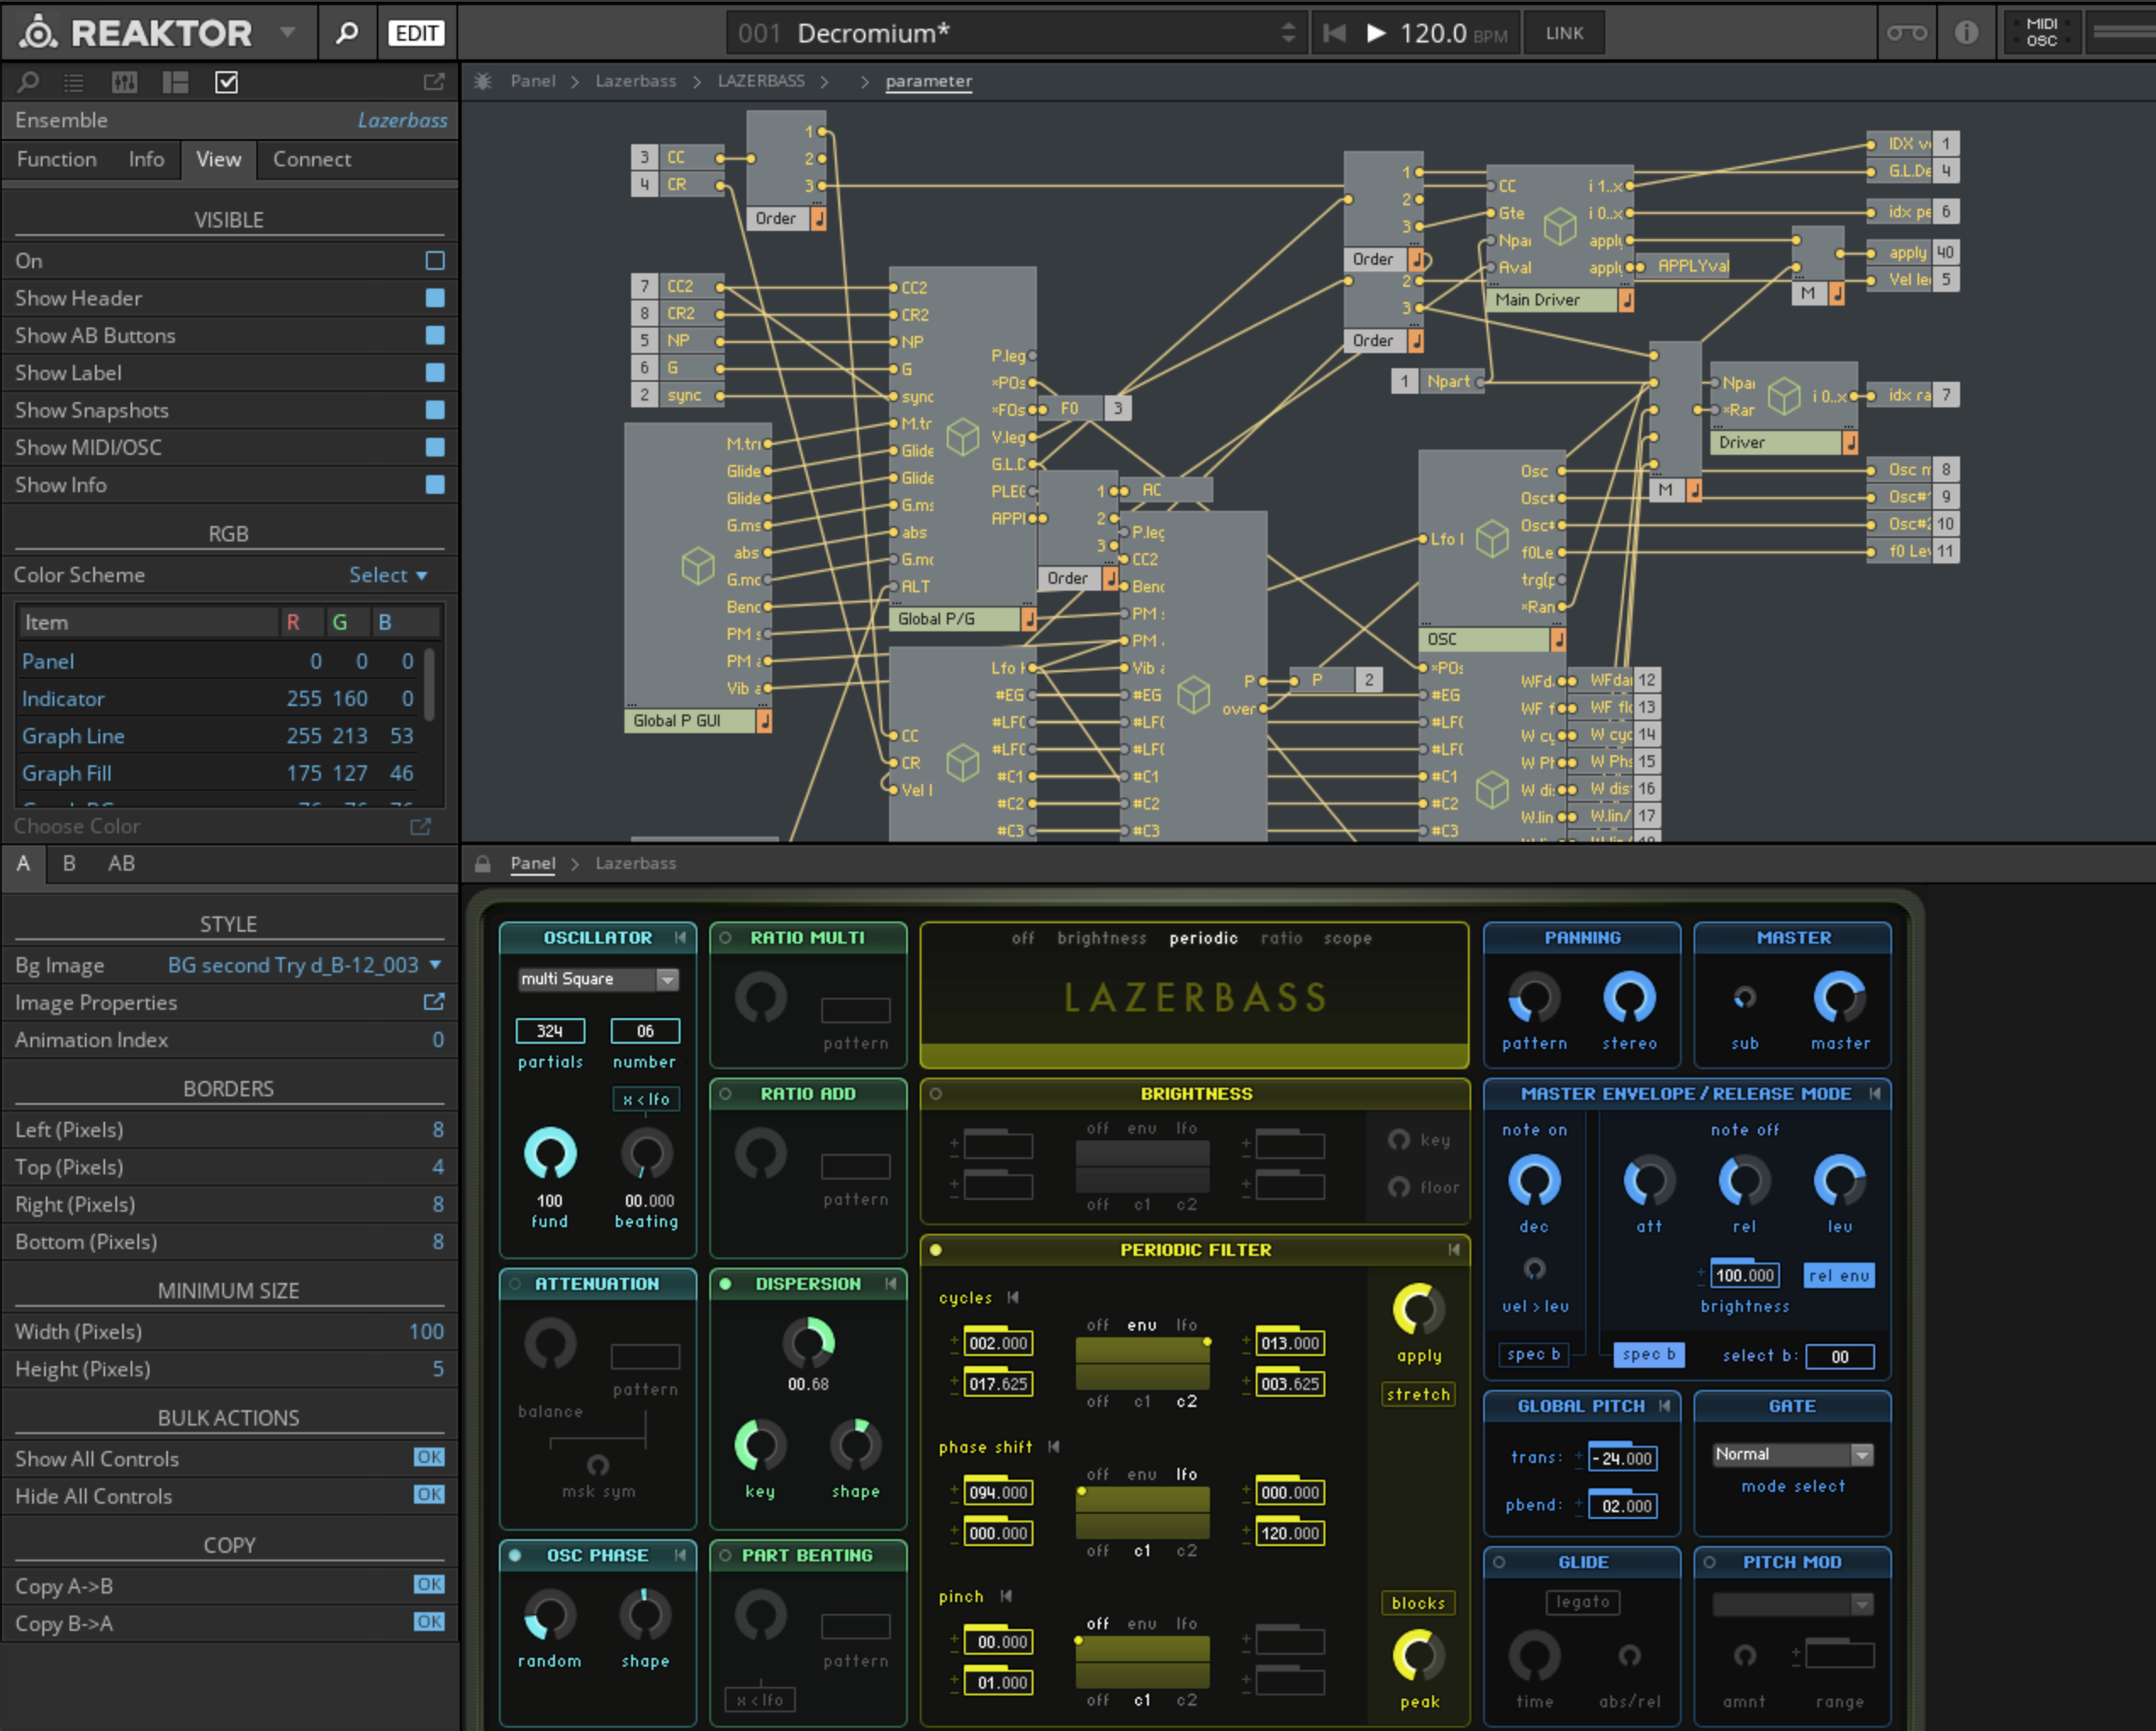 REAKTOR
EDIT
001 Decromium*
120.0 BPM
LINK
MIDI
OSC
Ensemble Lazerbass
Function Info View Connect
VISIBLE
On
Show Header
Show AB Buttons
Show Label
Show Snapshots
Show MIDI/OSC
Show Info
RGB
Color Scheme Select
Item R G B
Panel 0 0 0
Indicator 255 160 0
Graph Line 255 213 53
Graph Fill 175 127 46
Choose Color
A B AB
STYLE
Bg Image BG second Try d_B-12_003
Image Properties
Animation Index 0
BORDERS
Left (Pixels) 8
Top (Pixels) 4
Right (Pixels) 8
Bottom (Pixels) 8
MINIMUM SIZE
Width (Pixels) 100
Height (Pixels) 5
BULK ACTIONS
Show All Controls OK
Hide All Controls OK
COPY
Copy A->B OK
Copy B->A OK
Panel > Lazerbass > LAZERBASS > > parameter
3 CC
4 CR
1
2
3
Order
7 CC2
8 CR2
5 NP
6 G
2 sync
M.tri
Glide
Glide
G.ms
abs
G.mc
Benc
PM s
PM a
Vib a
Global P GUI
CC2
CR2
NP
G
sync
M.tr
Glide
Glide
G.ms
abs
G.mc
ALT
P.leg
×POs
×FOs
V.leg
G.L.D
PLEG
APPl
Global P/G
F0 3
1
2
3
Order
AC
Lfo
#EG
#LFC
#LFC
#C1
#C2
#C3
CC
CR
Vel l
P.leg
CC2
Benc
PM
PM
Vib a
#EG
#LFC
#LFC
#C1
#C2
#C3
P
over
P 2
1
2
3
Order
2
3
Order
1 Npart
CC
Gte
Npar
Aval
i 1..x
i 0..x
apply
apply
Main Driver
APPLYval
M
IDX v 1
G.L.De 4
idx pe 6
apply 40
Vel le 5
M
Npar
×Rar
i 0..x
Driver
idx ra 7
Lfo l
Osc
Osc#
Osc#
f0Le
trg(p
×Ran
OSC
Osc m 8
Osc#1 9
Osc#2 10
f0 Lev 11
×POs
#EG
#LFC
#LFC
#C1
#C2
#C3
WFd.
WF f
W cy
W Ph
W di
W.lin
WFda 12
WF fl 13
W cyc 14
W Phs 15
W dis 16
W.lin/ 17
Panel > Lazerbass
OSCILLATOR
multi Square
324 06
partials number
x < lfo
100 00.000
fund beating
RATIO MULTI
pattern
RATIO ADD
pattern
off brightness periodic ratio scope
LAZERBASS
BRIGHTNESS
off env lfo
key
floor
off c1 c2
PANNING
pattern stereo
MASTER
sub master
MASTER ENVELOPE / RELEASE MODE
note on note off
dec att rel lev
100.000 rel env
vel > lev brightness
spec b spec b select b: 00
ATTENUATION
pattern
balance
msk sym
DISPERSION
00.68
key shape
PERIODIC FILTER
cycles
off env lfo
002.000 013.000
017.625 003.625
off c1 c2
apply
stretch
phase shift
off env lfo
094.000 000.000
000.000 120.000
off c1 c2
pinch
off env lfo
00.000
01.000
off c1 c2
blocks
peak
GLOBAL PITCH
trans: -24.000
pbend: 02.000
GATE
Normal
mode select
OSC PHASE
random shape
PART BEATING
pattern
x < lfo
GLIDE
legato
time abs/rel
PITCH MOD
amnt range